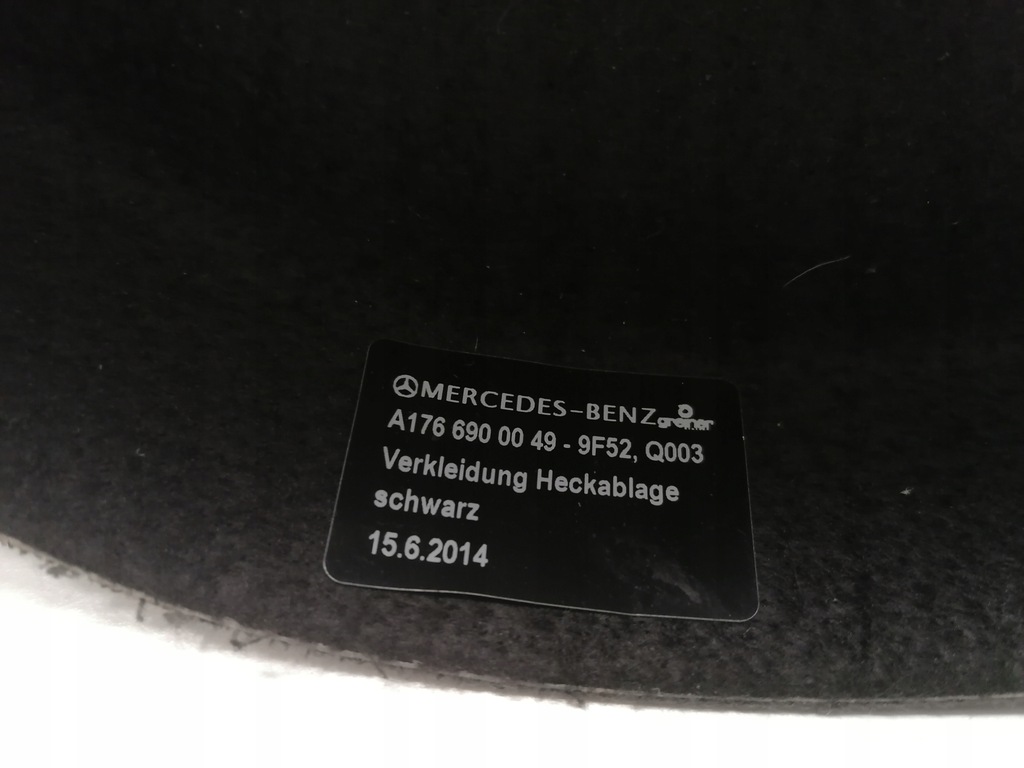 MERCEDES-BENZ greiner
A176 690 00 49 - 9F52, Q003
Verkleidung Heckablage
schwarz
15.6.2014